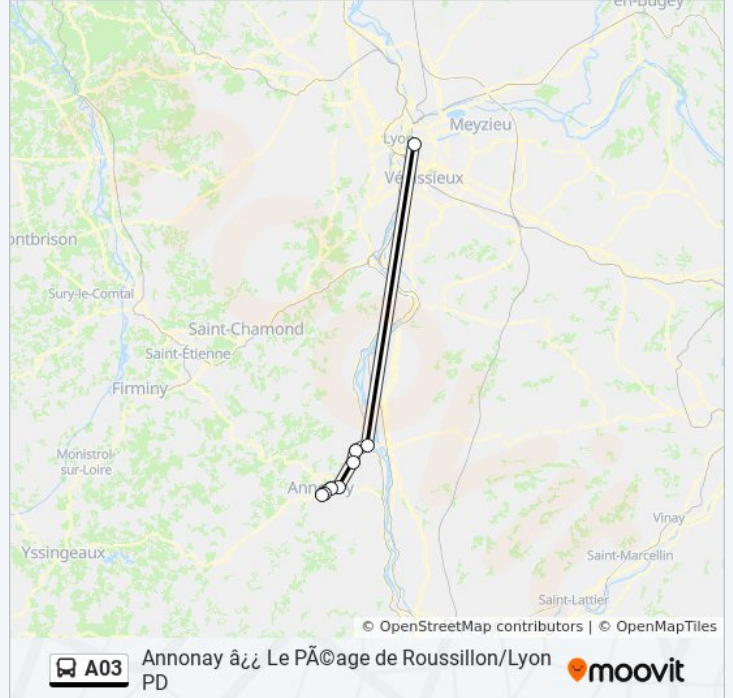 en-Bugey
Meyzieu
Lyon
Vénissieux
ontbrison
Sury-le-Comtal
Saint-Chamond
Saint-Étienne
Firminy
Monistrol
sur-Loire
Annonay
Vinay
Yssingeaux
Saint-Marcellin
Saint-Lattier
© OpenStreetMap contributors | © OpenMapTiles
A03 Annonay â¿¿ Le PÃ©age de Roussillon/Lyon
PD
moovit